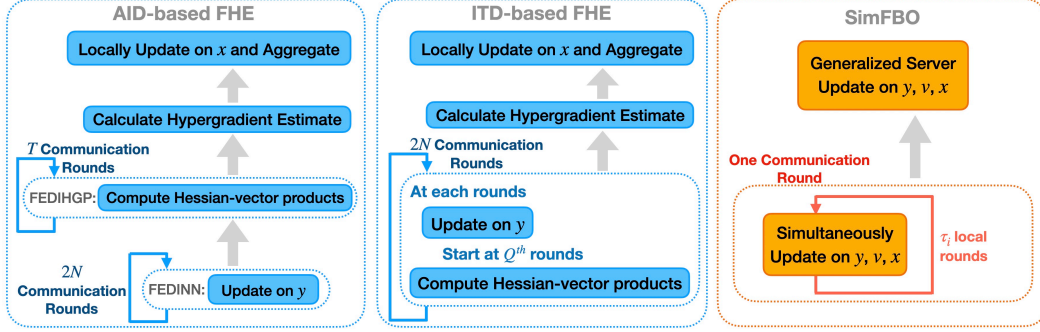 AID-based FHE
Locally Update on x and Aggregate
Calculate Hypergradient Estimate
T Communication
Rounds
FEDIHGP: Compute Hessian-vector products
2N
Communication
Rounds
FEDINN: Update on y
ITD-based FHE
Locally Update on x and Aggregate
Calculate Hypergradient Estimate
2N Communication
Rounds
At each rounds
Update on y
Start at Qᵗʰ rounds
Compute Hessian-vector products
SimFBO
Generalized Server
Update on y, v, x
One Communication
Round
Simultaneously
Update on y, v, x
τᵢ local
rounds